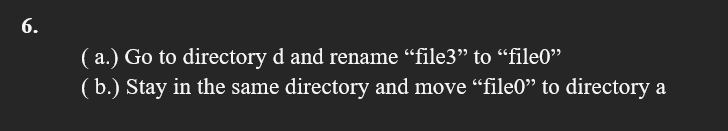 6.
( a.) Go to directory d and rename “file3” to “file0”
( b.) Stay in the same directory and move “file0” to directory a